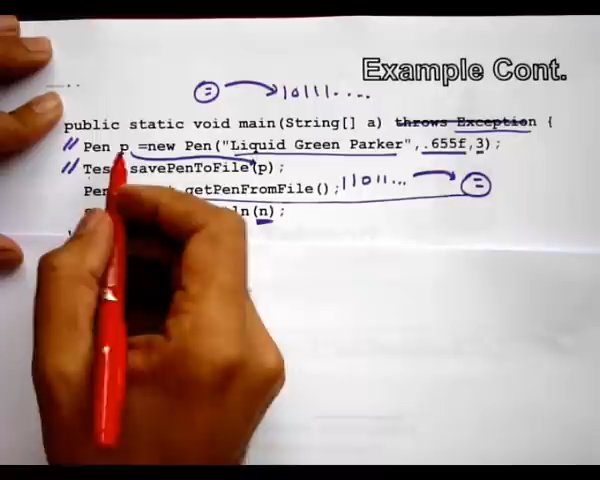 Example Cont.
= 10111....
public static void main(String[] a) throws Exception {
// Pen p =new Pen("Liquid Green Parker",.655f,3);
// Tes savePenToFile(p);
Pen getPenFromFile(); 11011... =
ln(n);